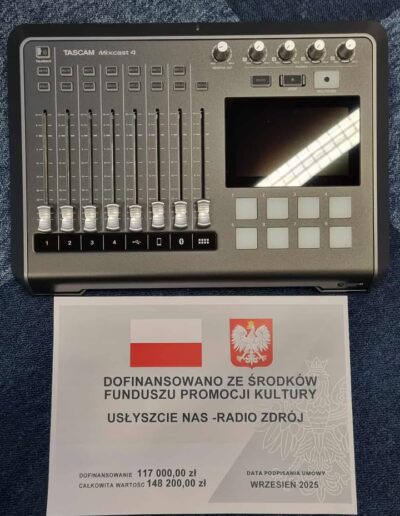 TASCAM Mixcast 4
1 2 3 4
DOFINANSOWANO ZE ŚRODKÓW
FUNDUSZU PROMOCJI KULTURY
USŁYSZCIE NAS -RADIO ZDRÓJ
DOFINANSOWANIE 117 000,00 zł
CAŁKOWITA WARTOŚĆ 148 200,00 zł
DATA PODPISANIA UMOWY
WRZESIEŃ 2025